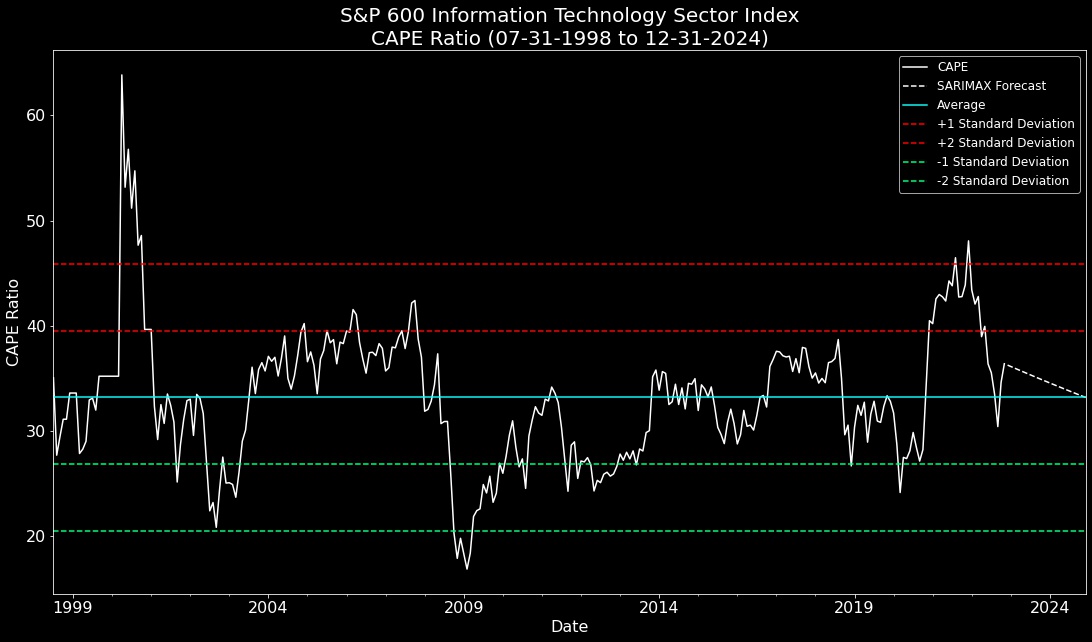 S&P 600 Information Technology Sector Index
CAPE Ratio (07-31-1998 to 12-31-2024)
CAPE
SARIMAX Forecast
Average
+1 Standard Deviation
+2 Standard Deviation
-1 Standard Deviation
-2 Standard Deviation
CAPE Ratio
60
50
40
30
20
1999
2004
2009
2014
2019
2024
Date